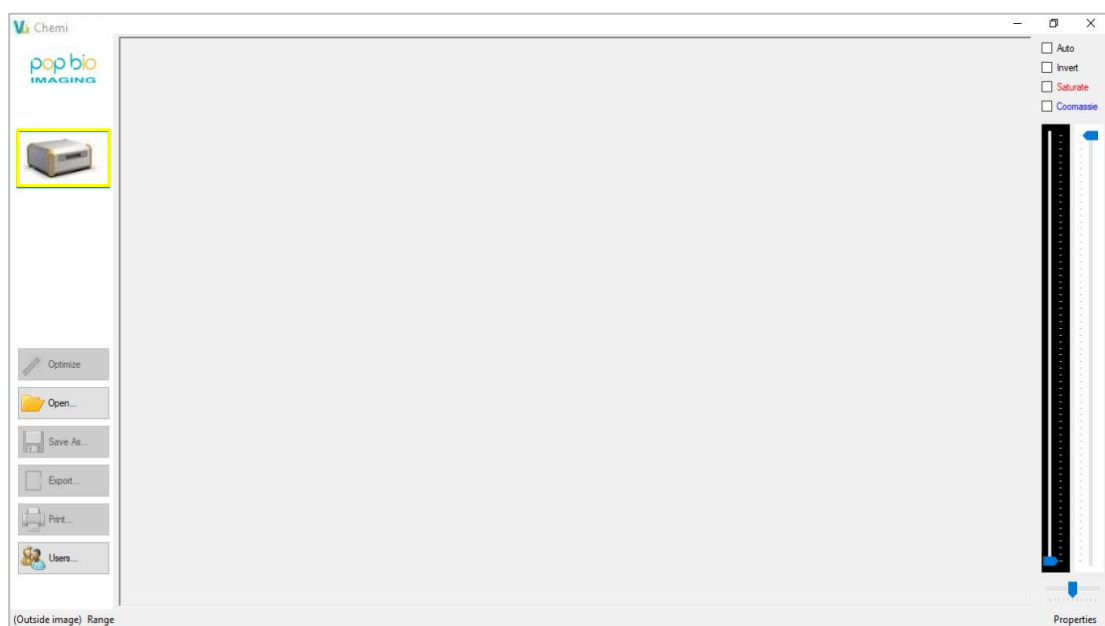 Vu Chemi
pop bio
IMAGING
Auto
Invert
Saturate
Coomassie
Optimize
Open...
Save As...
Export...
Print...
Users...
(Outside image) Range
Properties